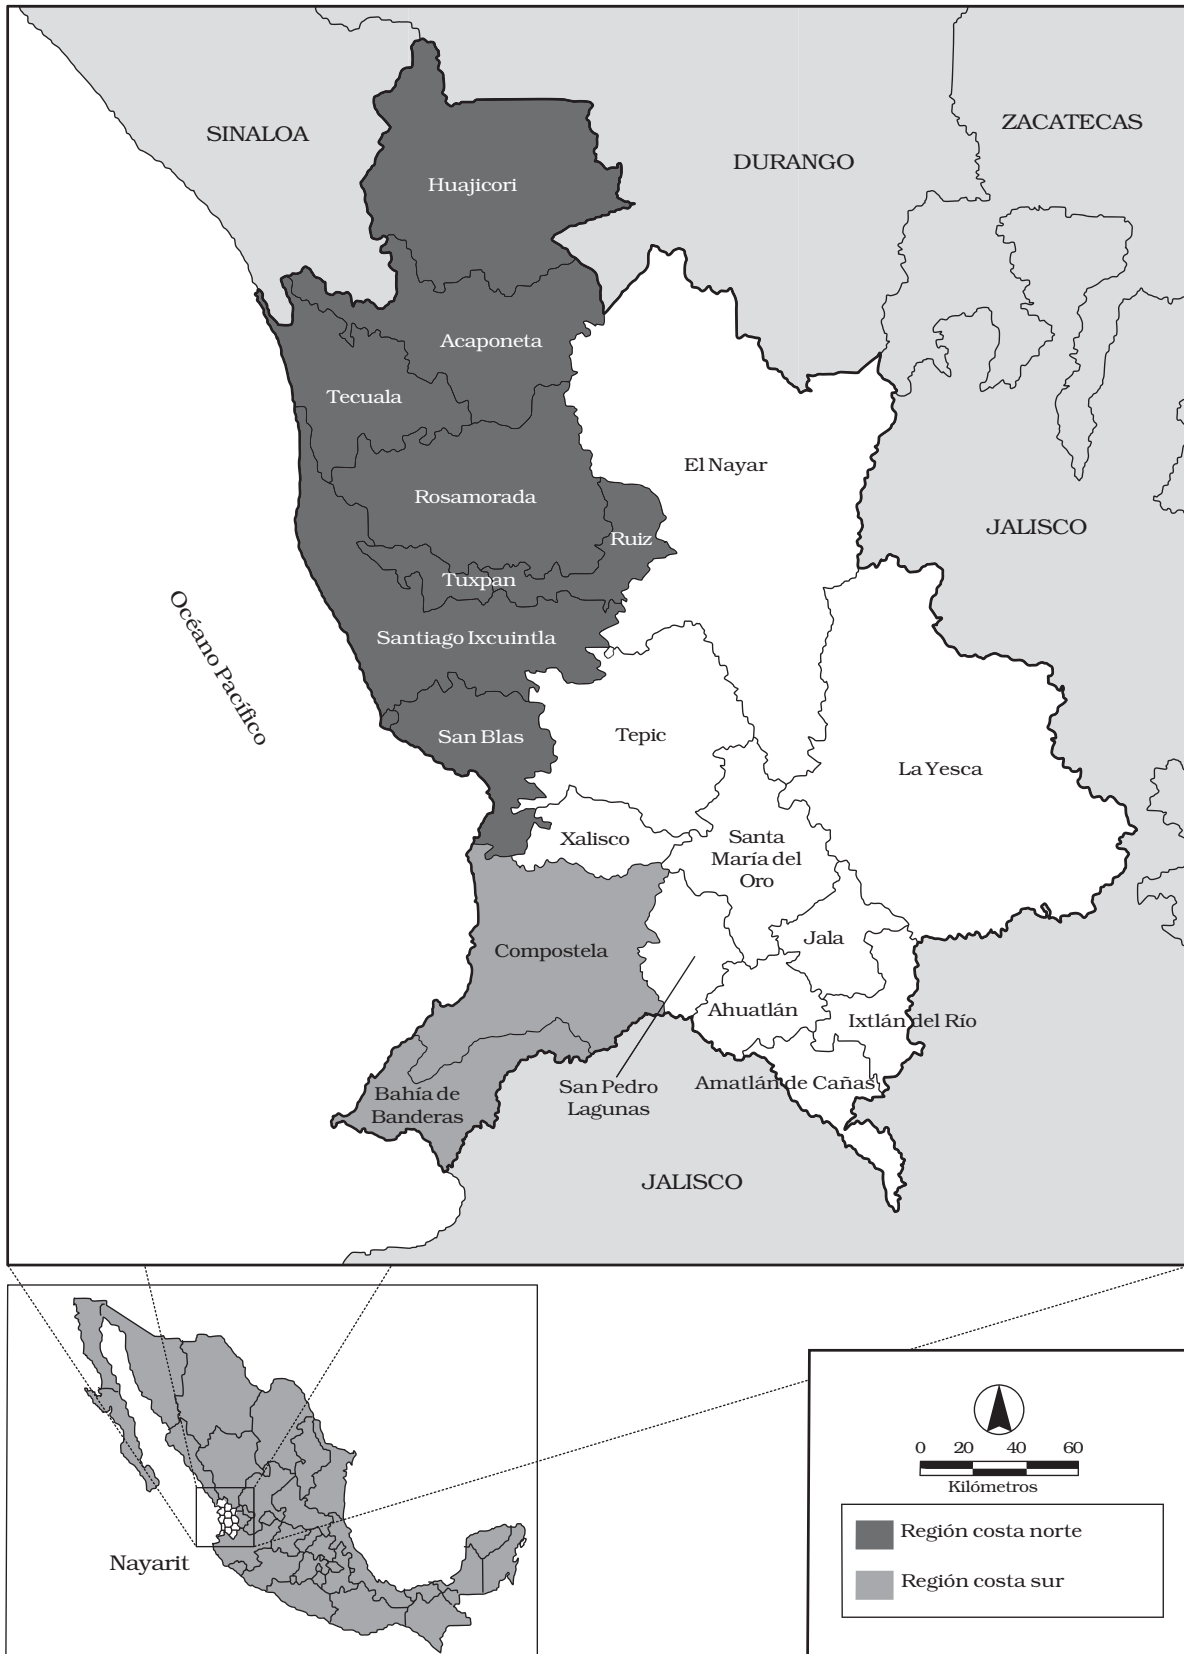 SINALOA
ZACATECAS
DURANGO
Huajicori
Acaponeta
Tecuala
El Nayar
Rosamorada
JALISCO
Ruiz
Tuxpan
Santiago Ixcuintla
Océano Pacífico
San Blas
Tepic
La Yesca
Xalisco
Santa
María del
Oro
Jala
Compostela
Ahuatlán
Ixtlán del Río
San Pedro
Lagunas
Amatlán de Cañas
Bahía de
Banderas
JALISCO
Nayarit
0 20 40 60
Kilómetros
Región costa norte
Región costa sur